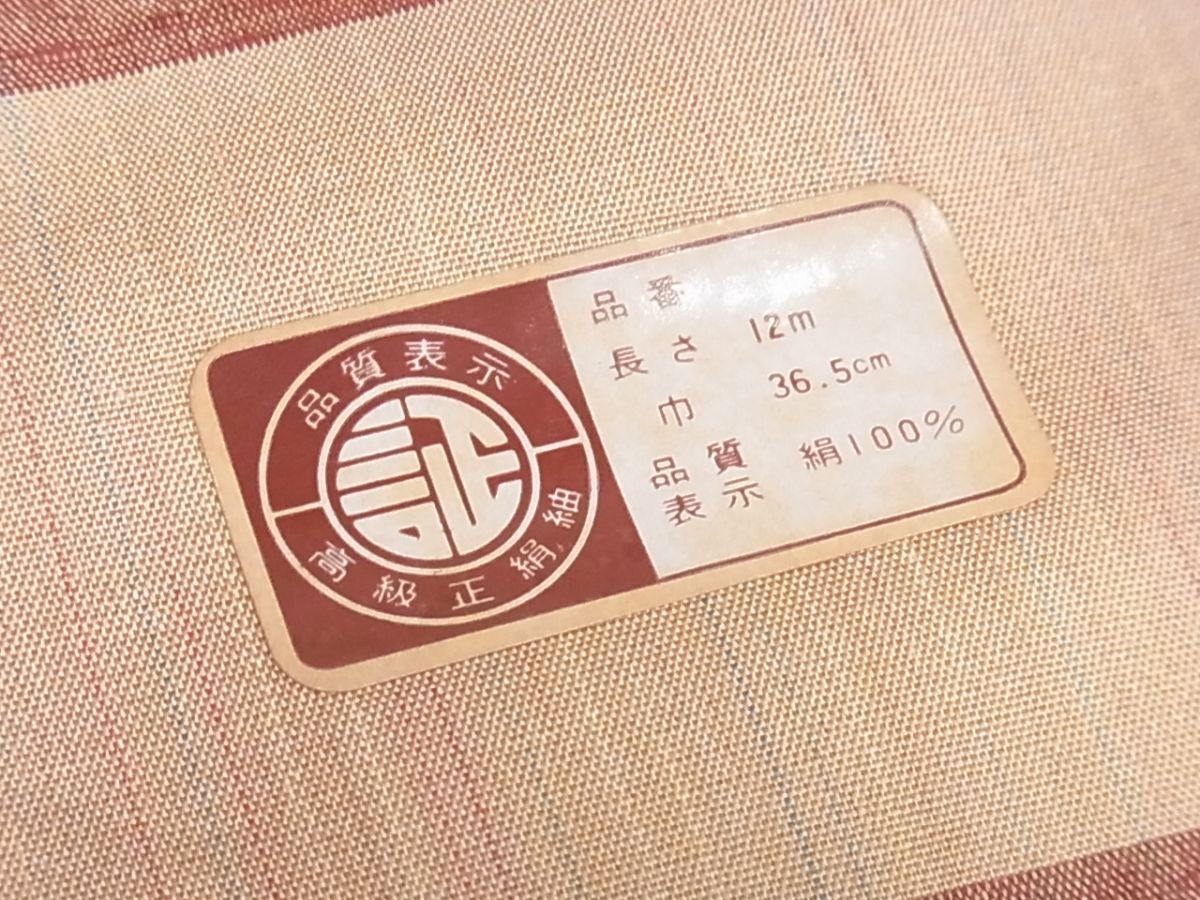 品質表示
証
高級正絹紬
品番
長さ 12m
巾 36.5cm
品質 絹100%
表示